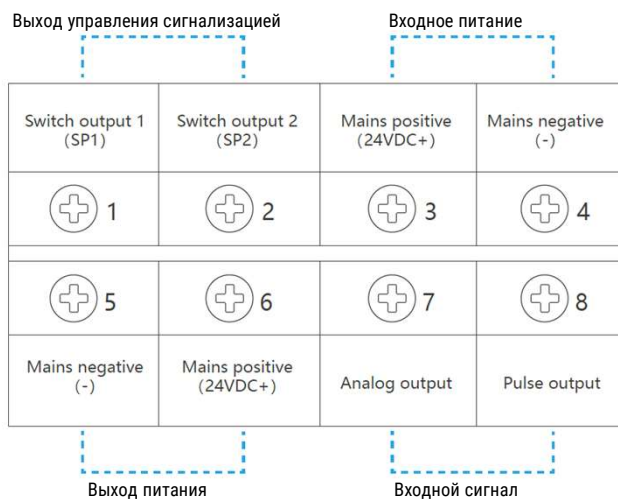 Выход управления сигнализацией
Входное питание
Switch output 1
(SP1)
Switch output 2
(SP2)
Mains positive
(24VDC+)
Mains negative
(-)
1
2
3
4
5
6
7
8
Mains negative
(-)
Mains positive
(24VDC+)
Analog output
Pulse output
Выход питания
Входной сигнал